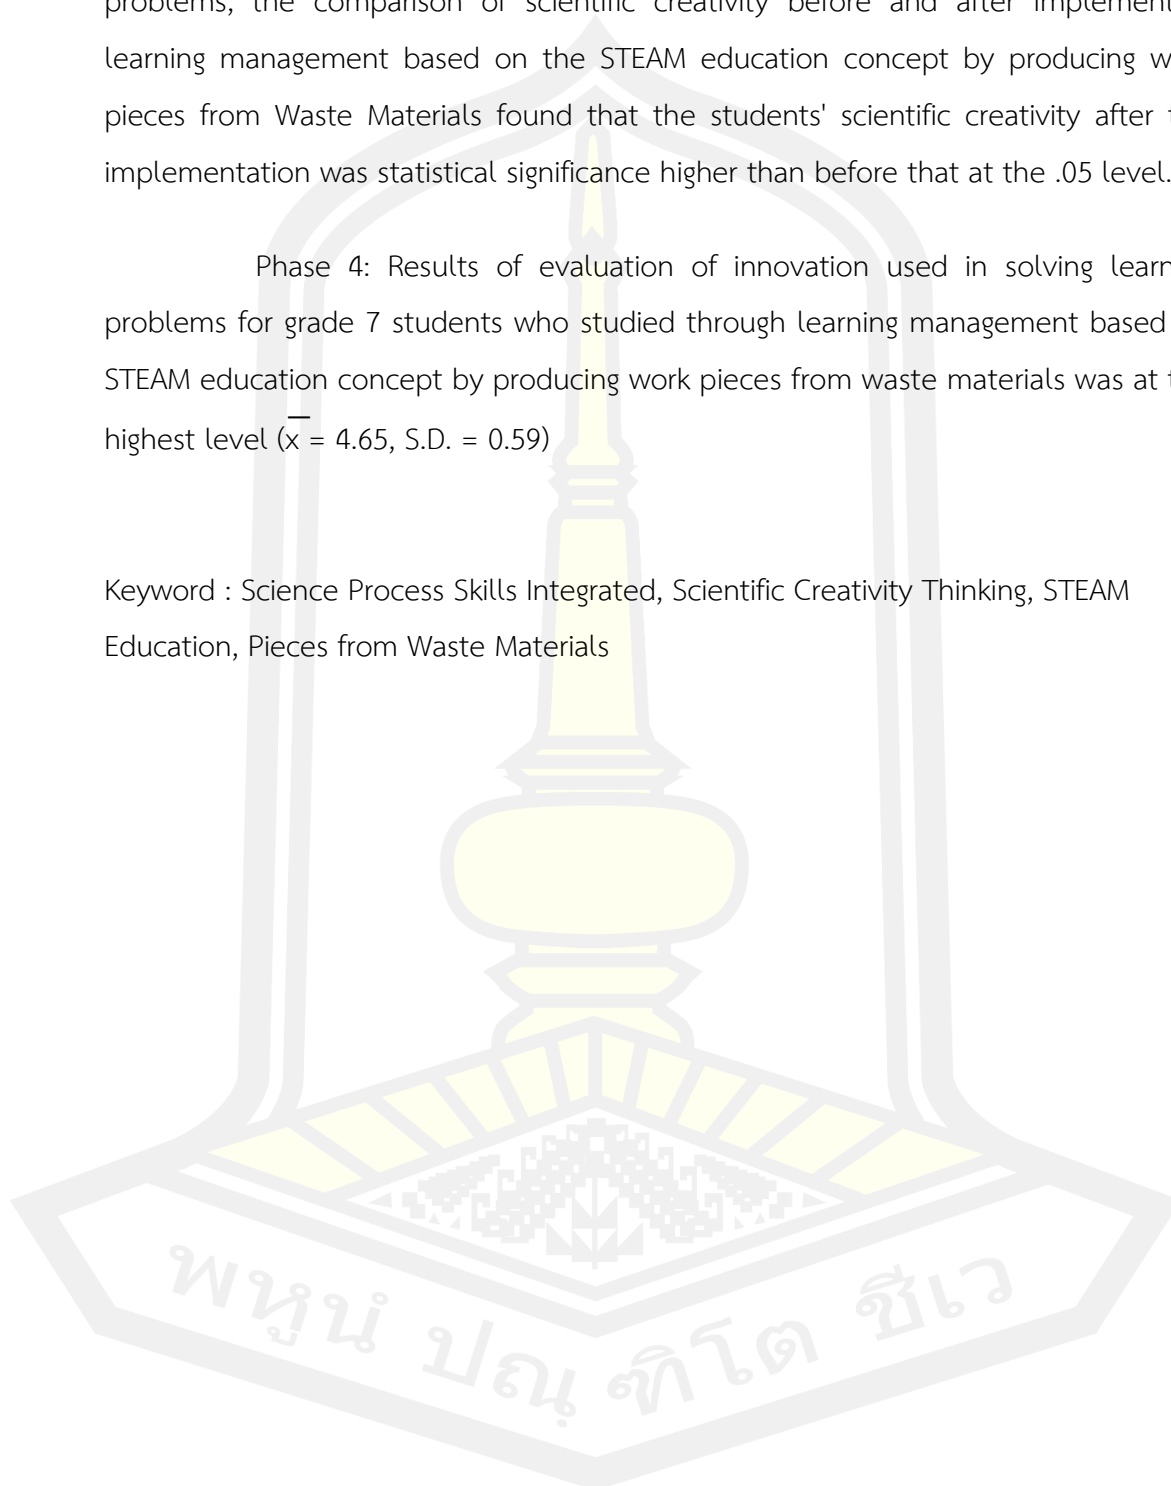 problems, the comparison of scientific creativity before and after implement
learning management based on the STEAM education concept by producing w
pieces from Waste Materials found that the students' scientific creativity after t
implementation was statistical significance higher than before that at the .05 level.
Phase 4: Results of evaluation of innovation used in solving learn
problems for grade 7 students who studied through learning management based
STEAM education concept by producing work pieces from waste materials was at t
highest level (x̄ = 4.65, S.D. = 0.59)
Keyword : Science Process Skills Integrated, Scientific Creativity Thinking, STEAM
Education, Pieces from Waste Materials
พหูนํ ปณฺฑิโต ชีเว